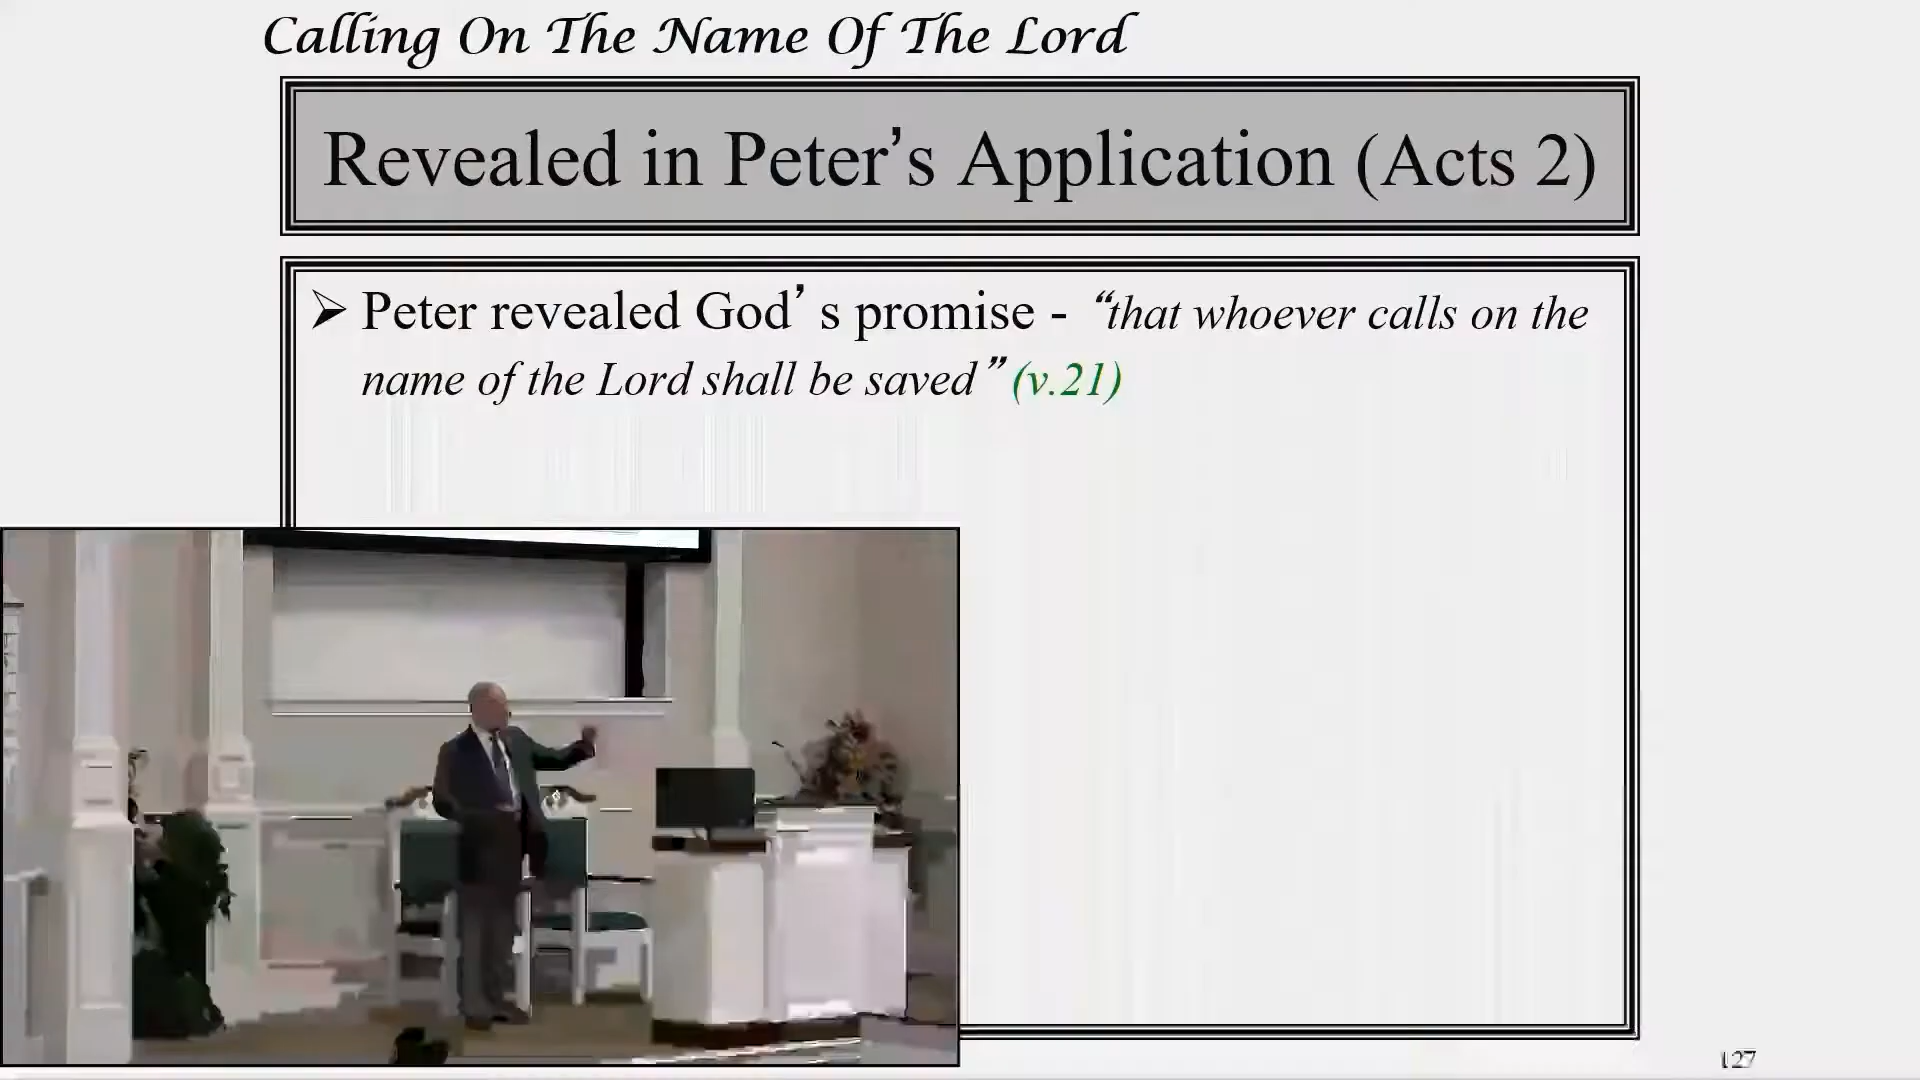 Calling On The Name Of The Lord
Revealed in Peter’s Application (Acts 2)
➢ Peter revealed God’ s promise - “that whoever calls on the
name of the Lord shall be saved” (v.21)
127